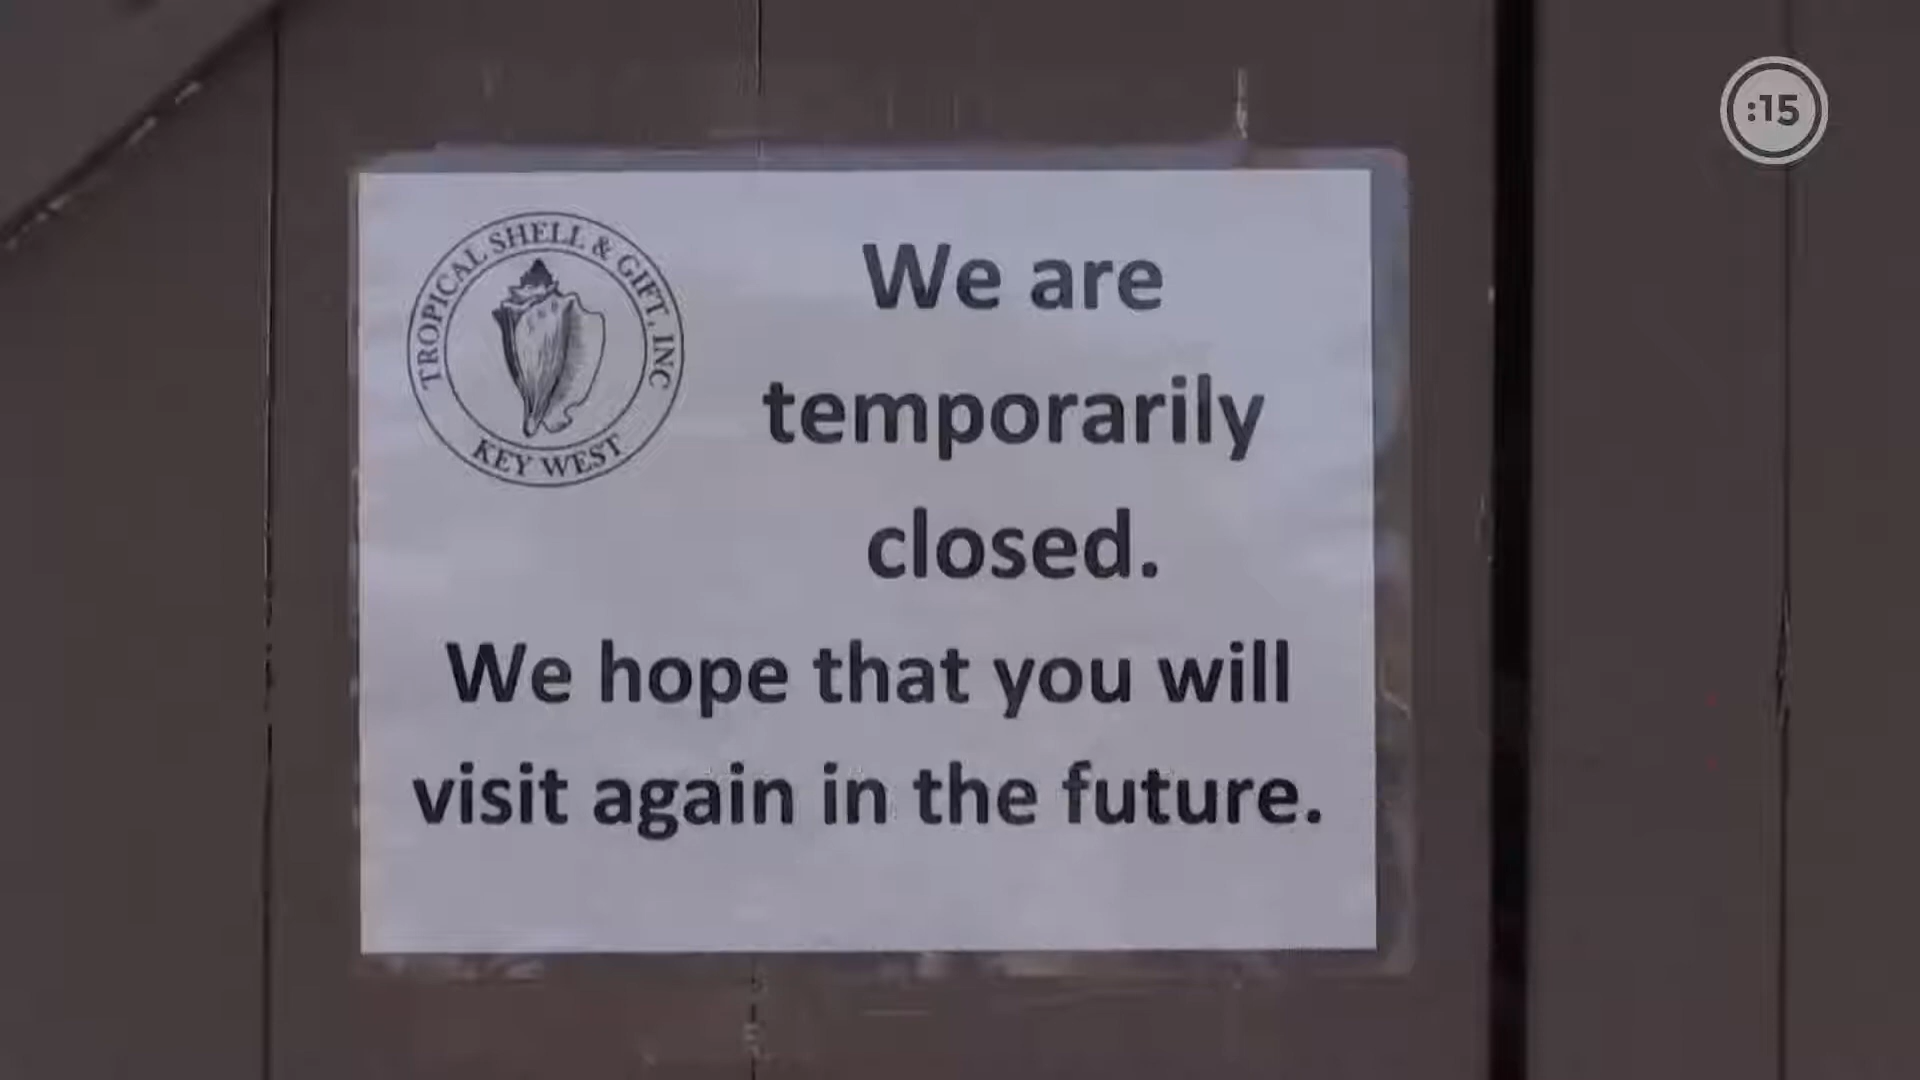 :15
TROPICAL SHELL & GIFT, INC
KEY WEST
We are
temporarily
closed.
We hope that you will
visit again in the future.